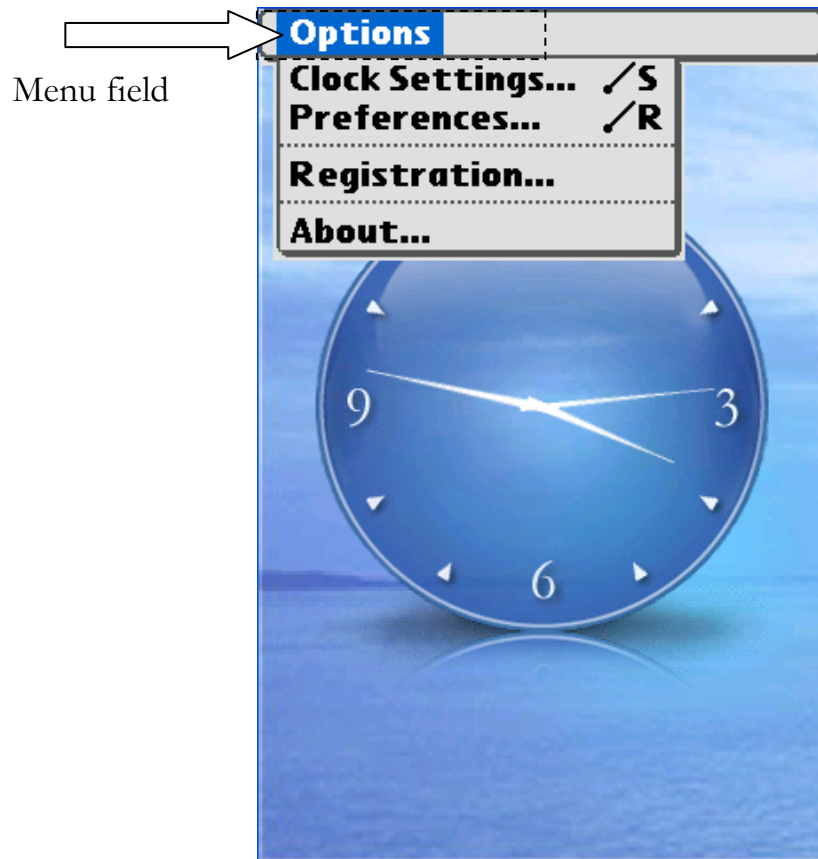 Options
Menu field
Clock Settings... ⁄S
Preferences... ⁄R
Registration...
About...
9
3
6